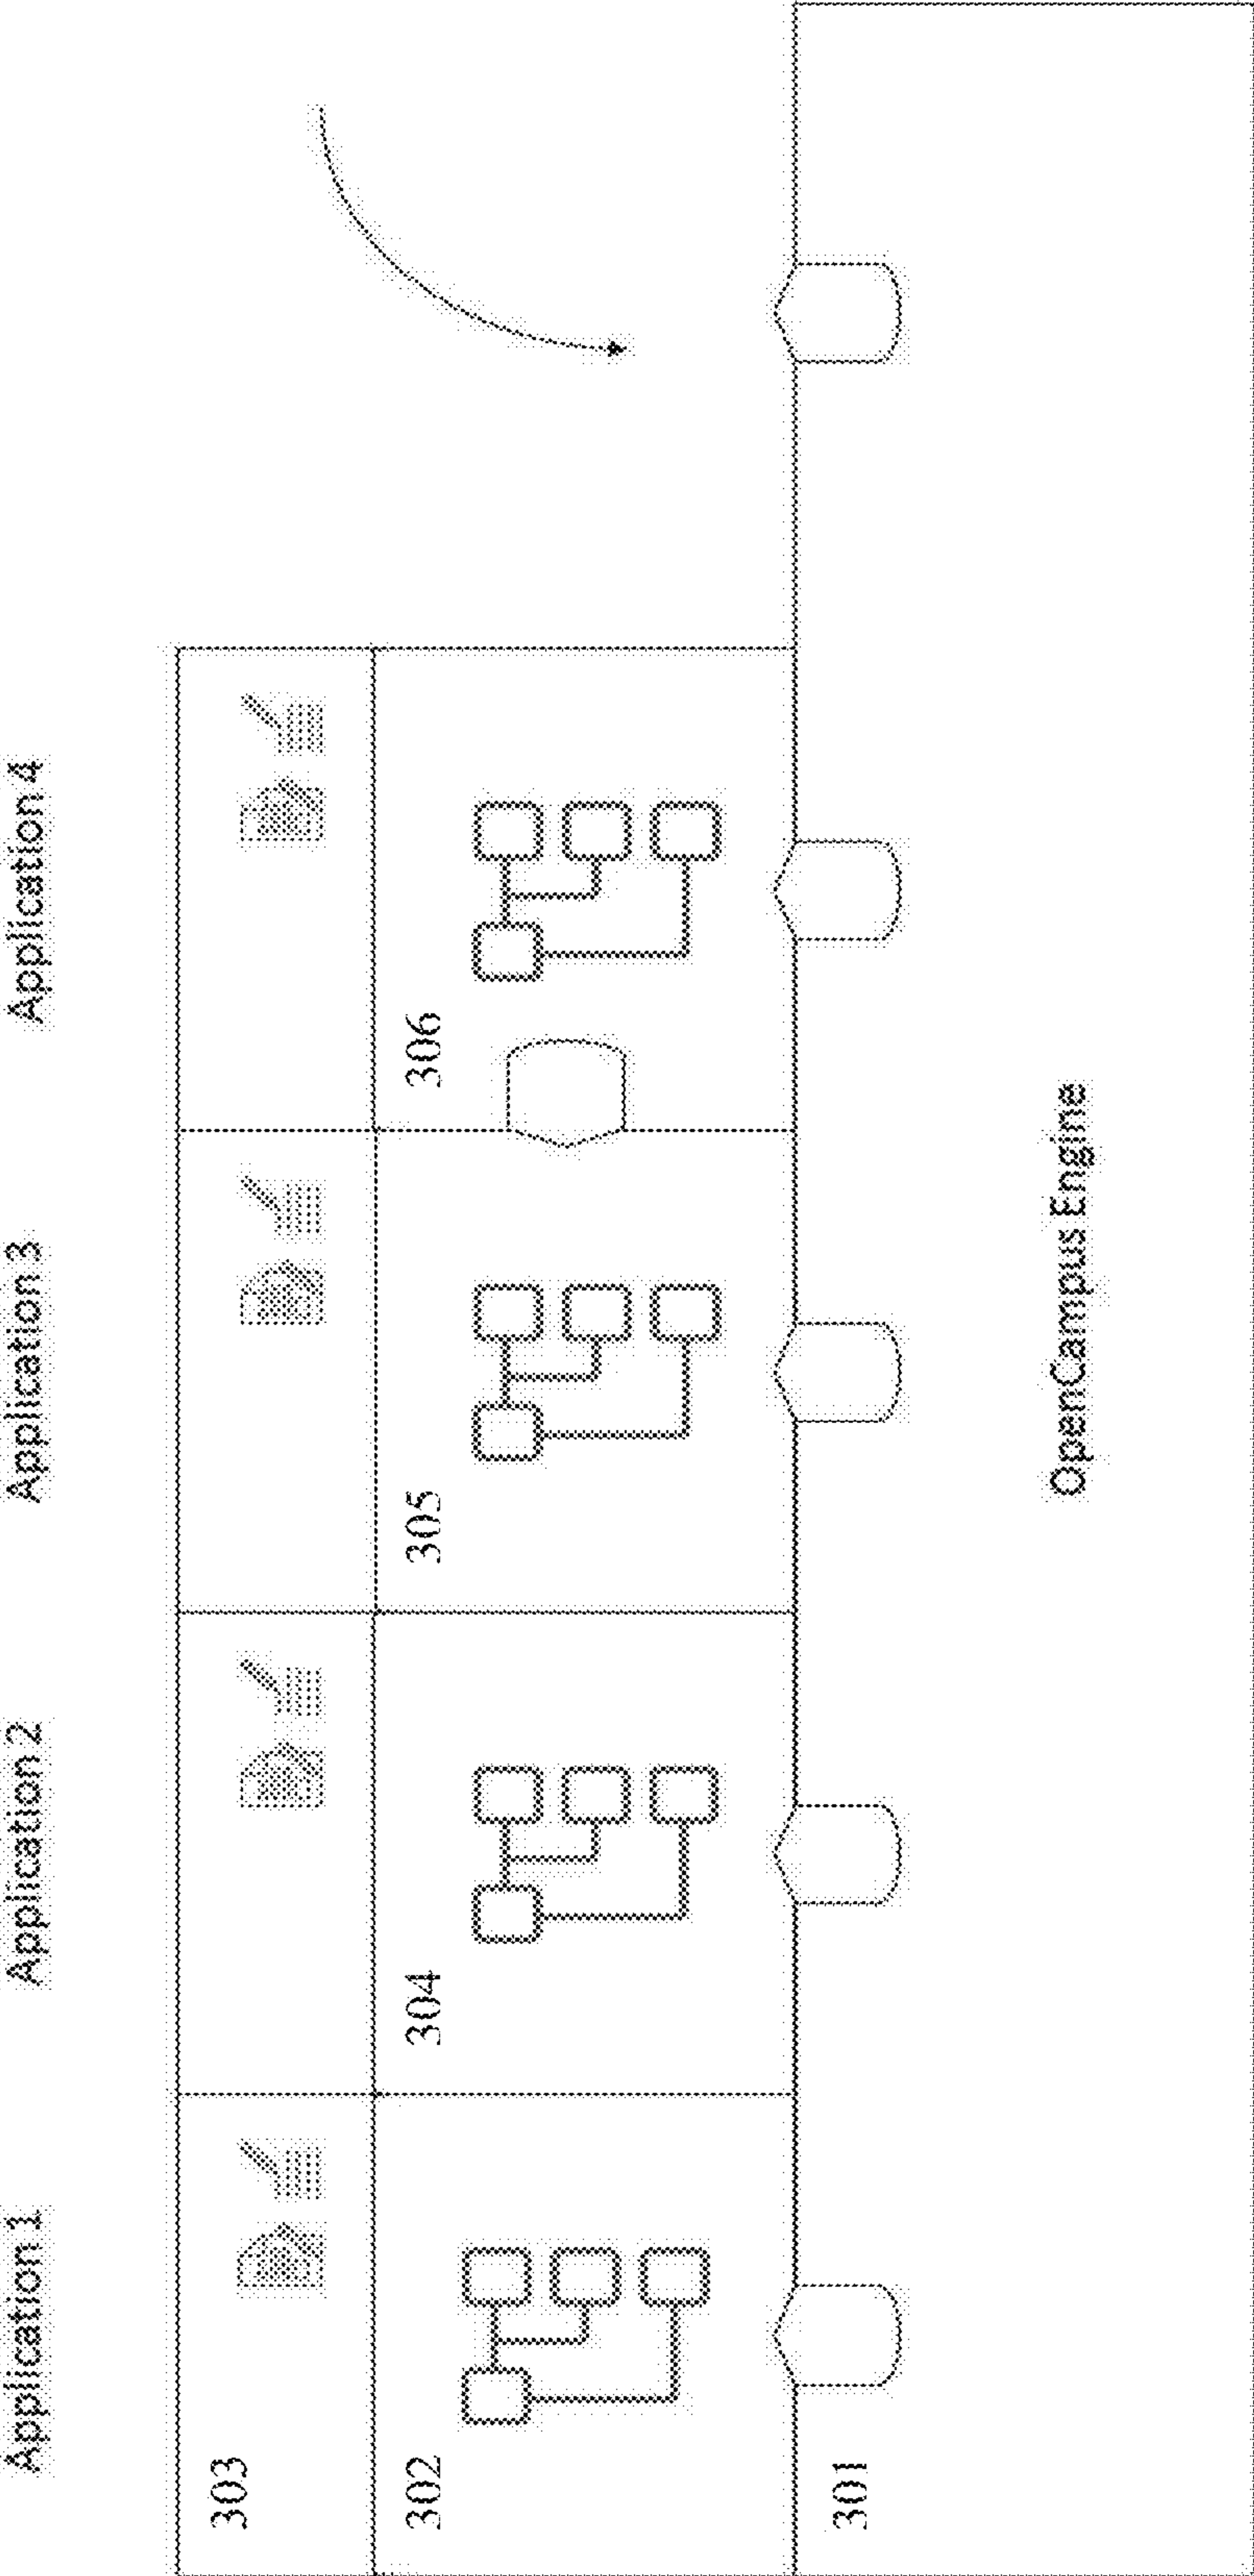 Application 1
Application 2
Application 3
Application 4
303
302
304
305
306
301
OpenCampus Engine